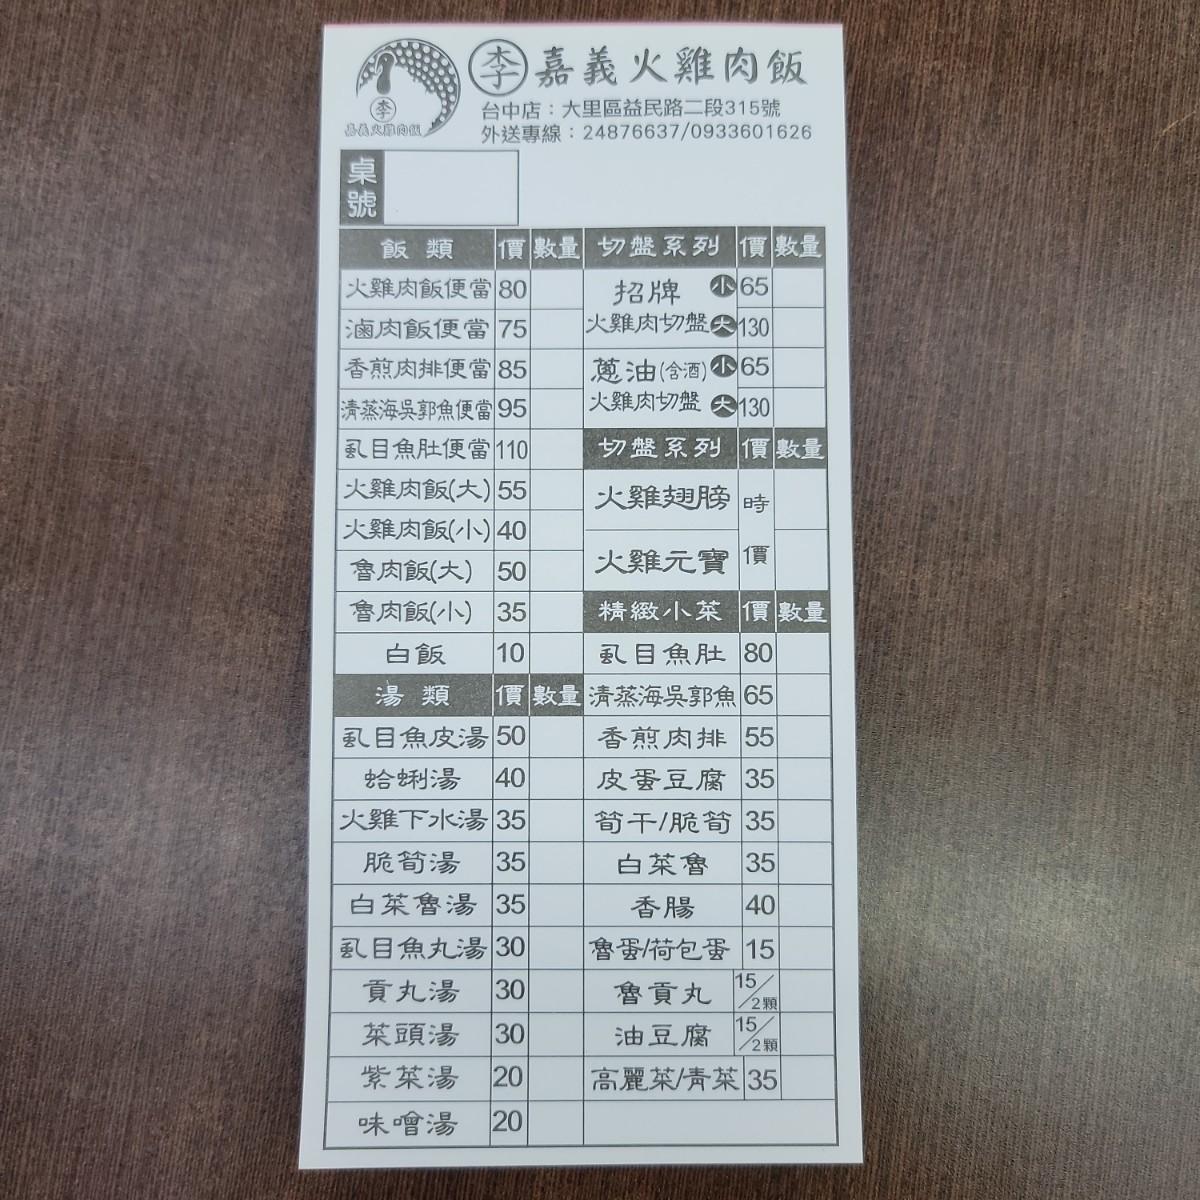 李
嘉義火雞肉飯
李 嘉義火雞肉飯
台中店：大里區益民路二段315號
外送專線：24876637/0933601626
桌號
飯類 價 數量
火雞肉飯便當 80
滷肉飯便當 75
香煎肉排便當 85
清蒸海吳郭魚便當 95
虱目魚肚便當 110
火雞肉飯(大) 55
火雞肉飯(小) 40
魯肉飯(大) 50
魯肉飯(小) 35
白飯 10
湯類 價 數量
虱目魚皮湯 50
蛤蜊湯 40
火雞下水湯 35
脆筍湯 35
白菜魯湯 35
虱目魚丸湯 30
貢丸湯 30
菜頭湯 30
紫菜湯 20
味噌湯 20
切盤系列 價 數量
招牌 小 65
火雞肉切盤 大 130
蔥油(含酒) 小 65
火雞肉切盤 大 130
切盤系列 價 數量
火雞翅膀 時
火雞元寶 價
精緻小菜 價 數量
虱目魚肚 80
清蒸海吳郭魚 65
香煎肉排 55
皮蛋豆腐 35
筍干/脆筍 35
白菜魯 35
香腸 40
魯蛋/荷包蛋 15
魯貢丸 15/2顆
油豆腐 15/2顆
高麗菜/青菜 35